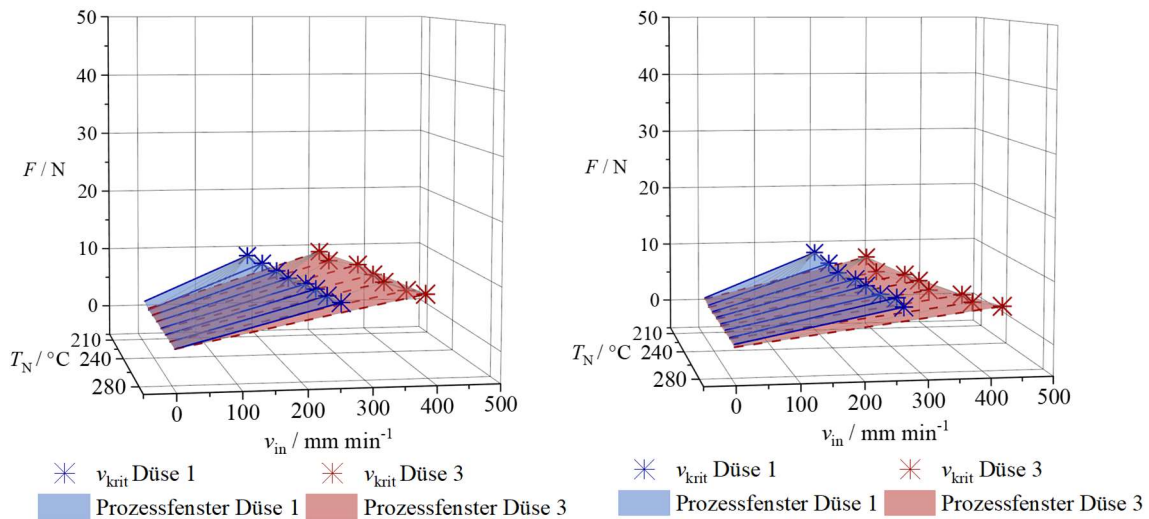 50
40
30
F / N
20
10
0
210
T_N / °C
240
280
0
100
200
300
400
500
v_in / mm min⁻¹
v_krit Düse 1
v_krit Düse 3
Prozessfenster Düse 1
Prozessfenster Düse 3
50
40
30
F / N
20
10
0
210
T_N / °C
240
280
0
100
200
300
400
500
v_in / mm min⁻¹
v_krit Düse 1
v_krit Düse 3
Prozessfenster Düse 1
Prozessfenster Düse 3